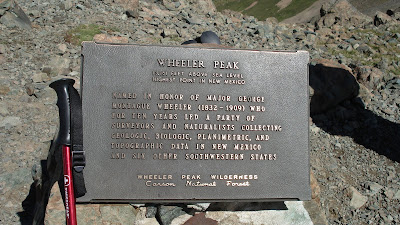 WHEELER PEAK
FEET ABOVE SEA LEVEL
HIGHEST POINT IN NEW MEXICO
NAMED IN HONOR OF MAJOR GEORGE
MONTAGUE WHEELER (1832-1909) WHO
FOR TEN YEARS LED A PARTY OF
SURVEYORS AND NATURALISTS COLLECTING
GEOLOGIC, BIOLOGIC, PLANIMETRIC, AND
TOPOGRAPHIC DATA IN NEW MEXICO
AND SIX OTHER SOUTHWESTERN STATES
WHEELER PEAK WILDERNESS
Carson National Forest